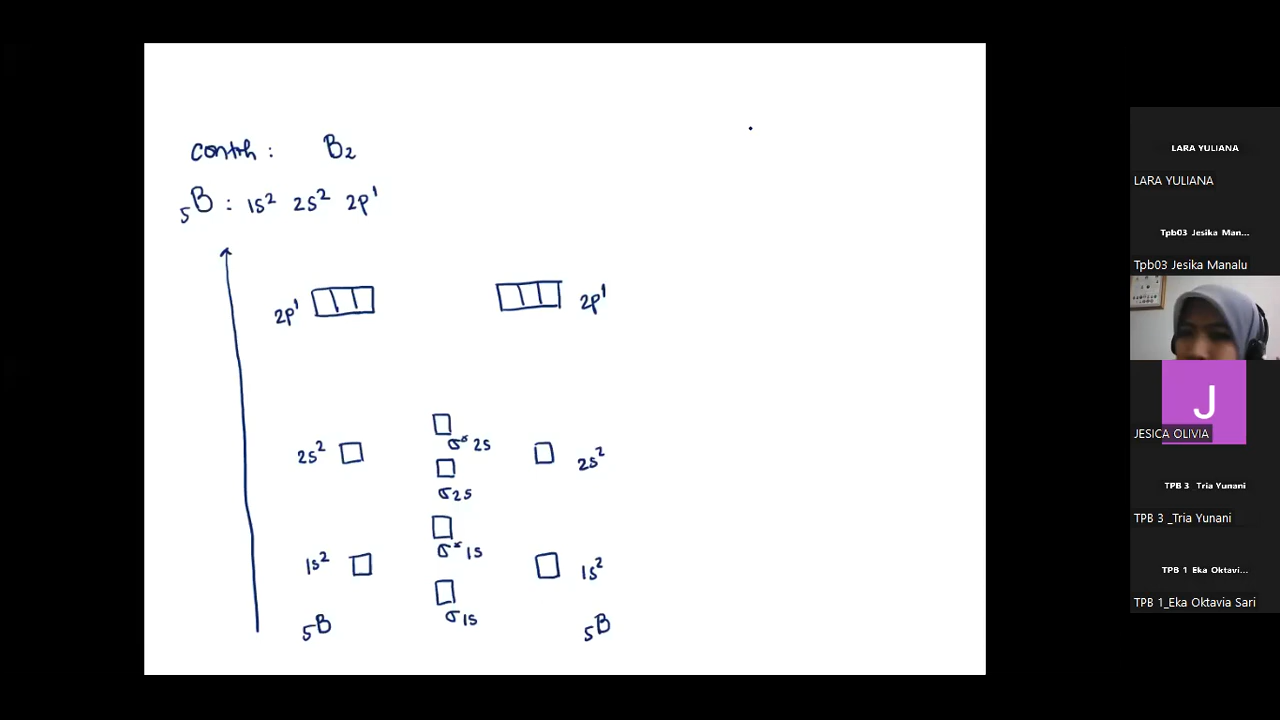 contoh : B₂
₅B : 1s² 2s² 2p¹
2p¹ 2p¹
σ* 2s
2s² 2s²
σ2s
σ* 1s
1s² 1s²
σ1s
₅B ₅B
LARA YULIANA
LARA YULIANA
Tpb03 Jesika Man...
Tpb03 Jesika Manalu
J
JESICA OLIVIA
TPB 3 Tria Yunani
TPB 3 _Tria Yunani
TPB 1_Eka Oktavi...
TPB 1_Eka Oktavia Sari